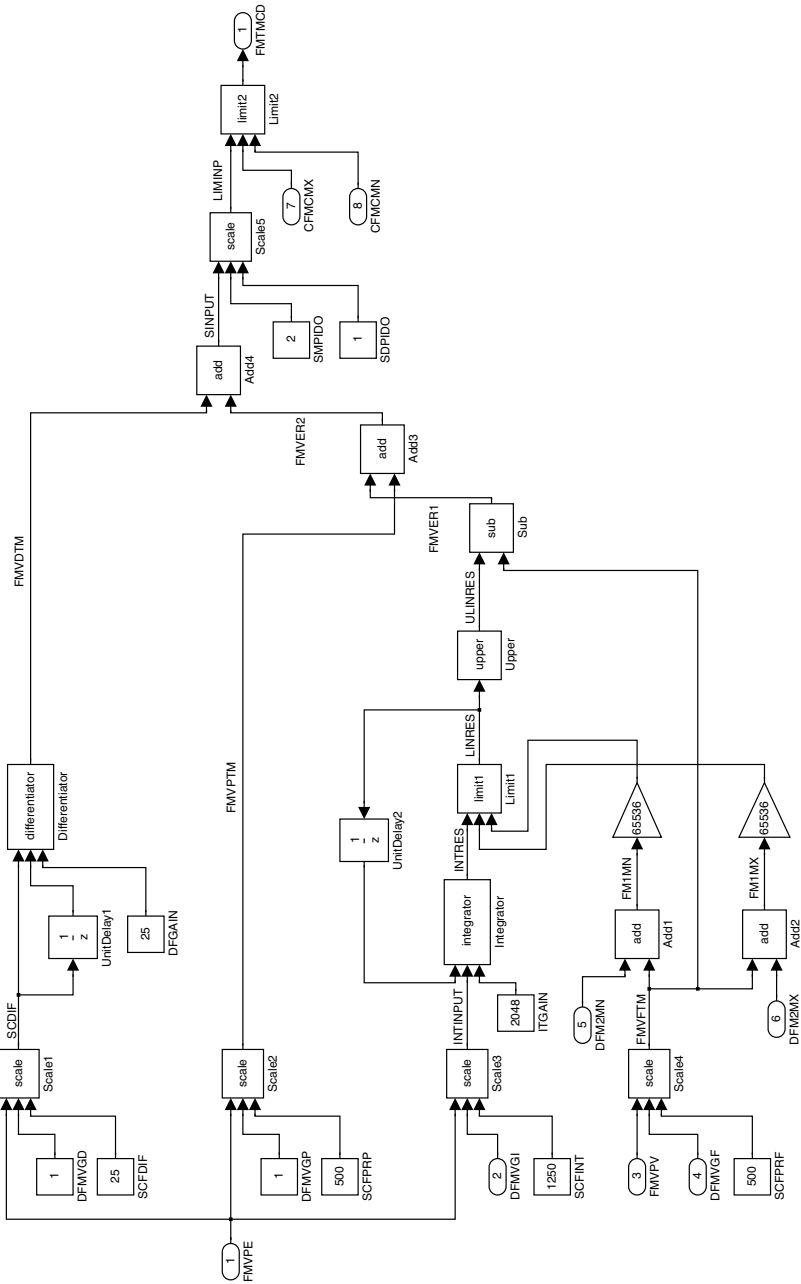 1
FMVPE
1
DFMVGD
25
SCFDIF
scale
Scale1
SCDIF
1
z
UnitDelay1
25
DFGAIN
differentiator
Differentiator
FMVDTM
1
DFMVGP
500
SCFPRP
scale
Scale2
FMVPTM
2
DFMVGI
1250
SCFINT
scale
Scale3
INTINPUT
2048
ITGAIN
integrator
Integrator
INTRES
1
z
UnitDelay2
limit1
Limit1
LINRES
upper
Upper
ULINRES
sub
Sub
FMVER1
add
Add3
FMVER2
3
FMVPV
4
DFMVGF
500
SCFPRF
scale
Scale4
FMVFTM
5
DFM2MN
add
Add1
FM1MN
65536
6
DFM2MX
add
Add2
FM1MX
65536
add
Add4
SINPUT
2
SMPIDO
1
SDPIDO
scale
Scale5
LIMINP
7
CFMCMX
8
CFMCMN
limit2
Limit2
1
FMTMCD